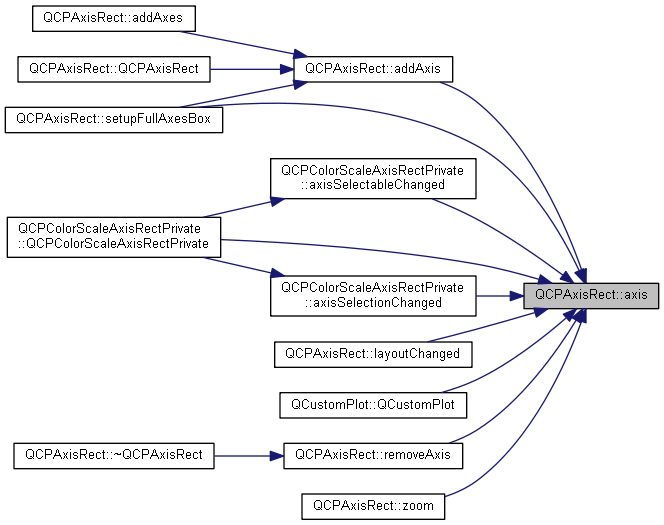 QCPAxisRect::addAxes
QCPAxisRect::QCPAxisRect
QCPAxisRect::addAxis
QCPAxisRect::setupFullAxesBox
QCPColorScaleAxisRectPrivate
::axisSelectableChanged
QCPColorScaleAxisRectPrivate
::QCPColorScaleAxisRectPrivate
QCPColorScaleAxisRectPrivate
::axisSelectionChanged
QCPAxisRect::axis
QCPAxisRect::layoutChanged
QCustomPlot::QCustomPlot
QCPAxisRect::~QCPAxisRect
QCPAxisRect::removeAxis
QCPAxisRect::zoom